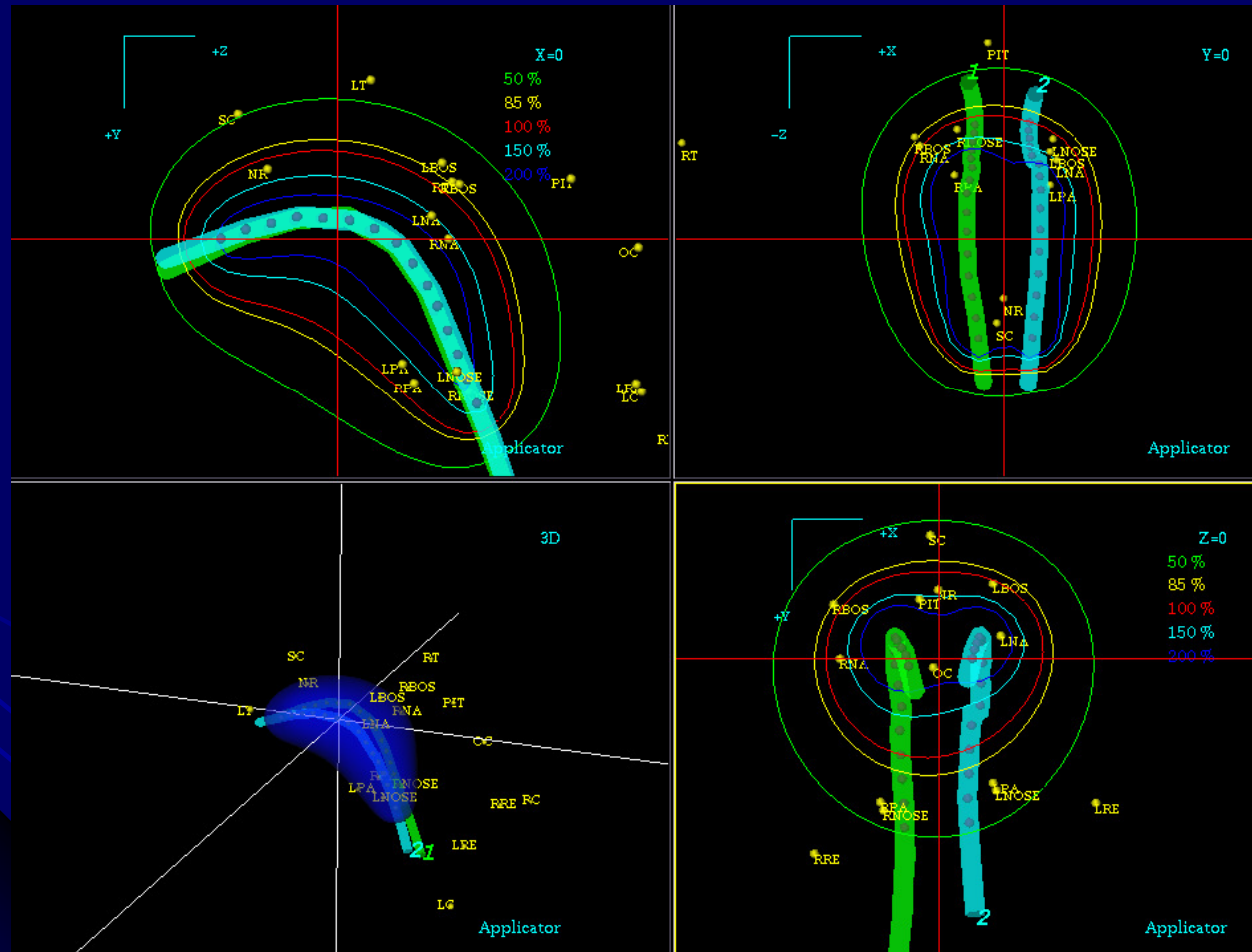 +Z
X=0
+Y
50 %
85 %
100 %
150 %
200 %
LT
SC
NR
LBOS
RBOS
PIT
LNA
RNA
OC
LPA
RPA
LNOSE
LC
Applicator
+X
Y=0
-Z
PIT
1
2
RT
RBOS
RNA
RNOSE
LNOSE
LBOS
LNA
RPA
LPA
NR
SC
Applicator
3D
SC
RT
NR
RBOS
LBOS
PIT
LT
RNA
LNA
OC
RNOSE
LPA
LNOSE
RRE
RC
LRE
21
LC
Applicator
+X
Z=0
+Y
50 %
85 %
100 %
150 %
200 %
SC
NR
LBOS
PIT
RBOS
LNA
RNA
OC
LPA
LNOSE
RPA
RNOSE
LRE
RRE
2
Applicator